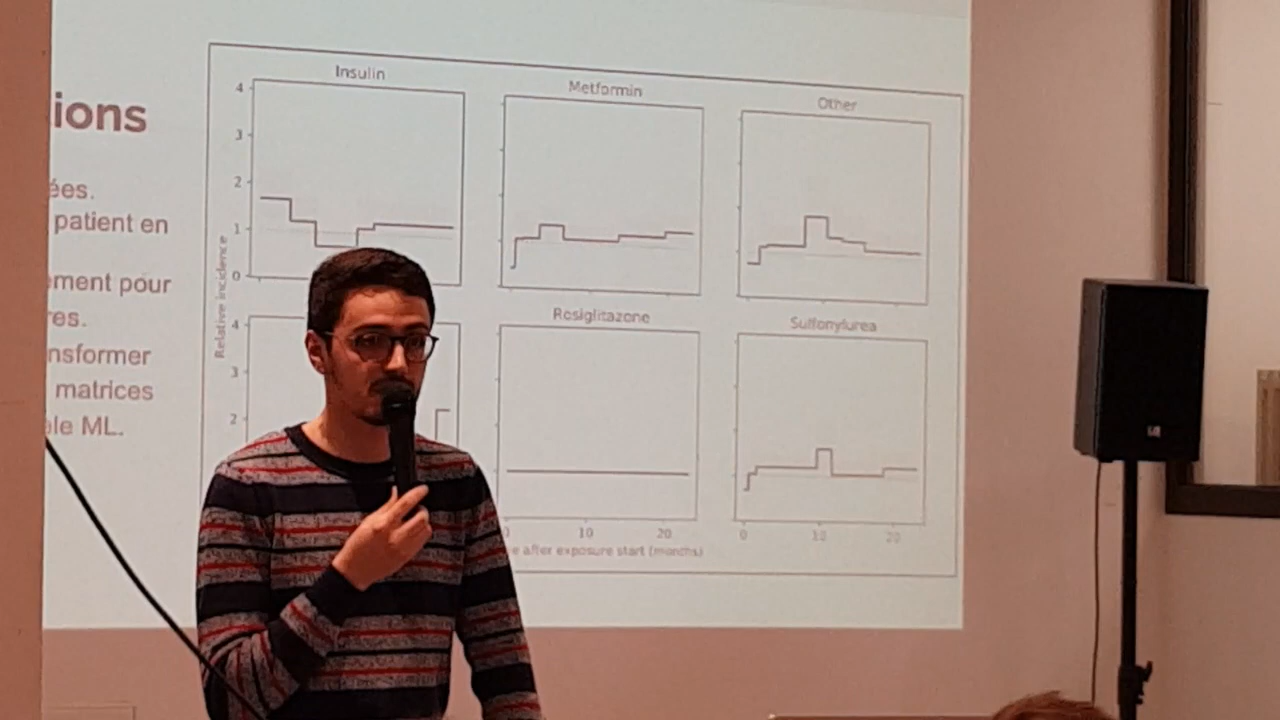 ions
ées.
patient en
ment pour
res.
nsformer
matrices
èle ML.
Insulin
Metformin
Other
4
3
2
1
0
Relative incidence
Rosiglitazone
Sulfonylurea
4
3
2
0
10
20
0
10
20
after exposure start (months)